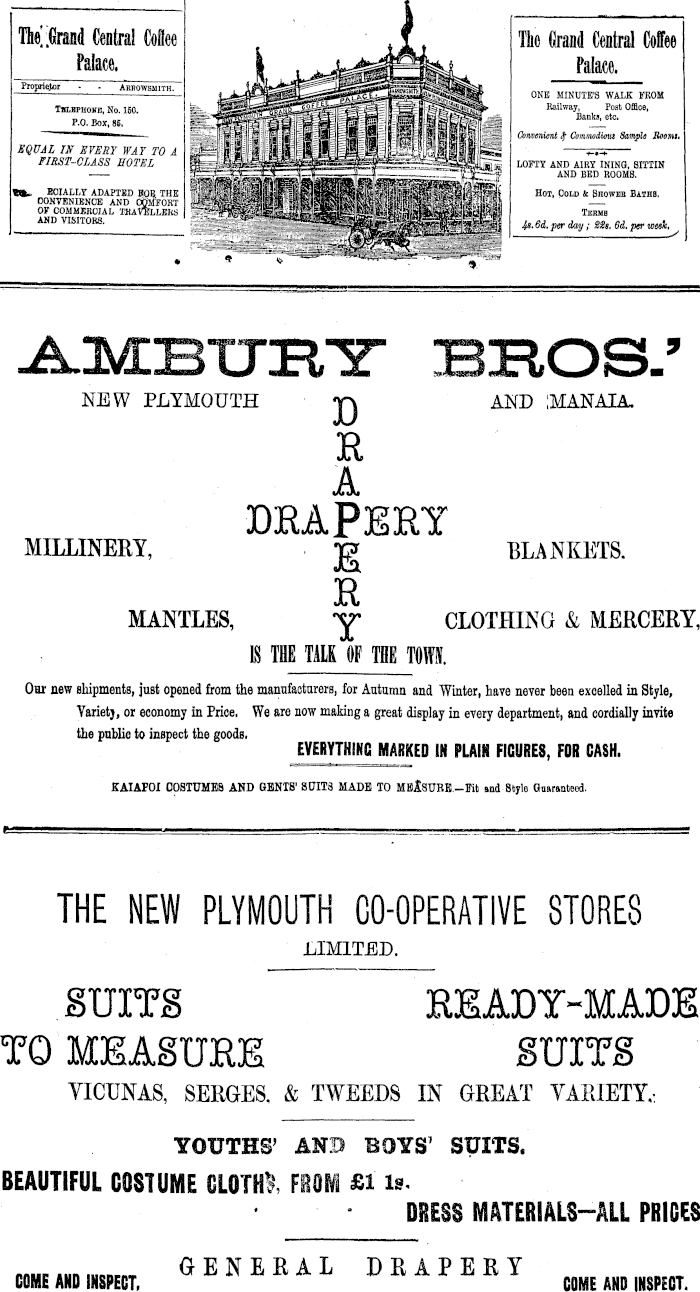 The Grand Central Coffee
Palace.
Proprietor - - ARROWSMITH.
TELEPHONE, No. 150.
P.O. Box, 86.
EQUAL IN EVERY WAY TO A
FIRST-CLASS HOTEL
ECIALLY ADAPTED FOR THE
CONVENIENCE AND COMFORT
OF COMMERCIAL TRAVELLERS
AND VISITORS.
GRAND COFFEE PALACE
The Grand Central Coffee
Palace.
ONE MINUTE'S WALK FROM
Railway, Post Office,
Banks, etc.
Convenient & Commodious Sample Rooms.
LOFTY AND AIRY INING, SITTIN
AND BED ROOMS.
HOT, COLD & SHOWER BATHS.
TERMS
4s. 6d. per day ; 22s. 6d. per week.
AMBURY BROS.'
NEW PLYMOUTH AND MANAIA.
DRAPERY
DRAPERY
MILLINERY, BLANKETS.
MANTLES, CLOTHING & MERCERY,
IS THE TALK OF THE TOWN.
Our new shipments, just opened from the manufacturers, for Autumn and Winter, have never been excelled in Style,
Variety, or economy in Price. We are now making a great display in every department, and cordially invite
the public to inspect the goods.
EVERYTHING MARKED IN PLAIN FIGURES, FOR CASH.
KAIAPOI COSTUMES AND GENTS' SUITS MADE TO MEASURE.—Fit and Style Guaranteed.
THE NEW PLYMOUTH CO-OPERATIVE STORES
LIMITED.
SUITS READY-MADE
TO MEASURE SUITS
VICUNAS, SERGES. & TWEEDS IN GREAT VARIETY.
YOUTHS' AND BOYS' SUITS.
BEAUTIFUL COSTUME CLOTHS, FROM £1 1s.
DRESS MATERIALS—ALL PRICES
GENERAL DRAPERY
COME AND INSPECT, COME AND INSPECT.